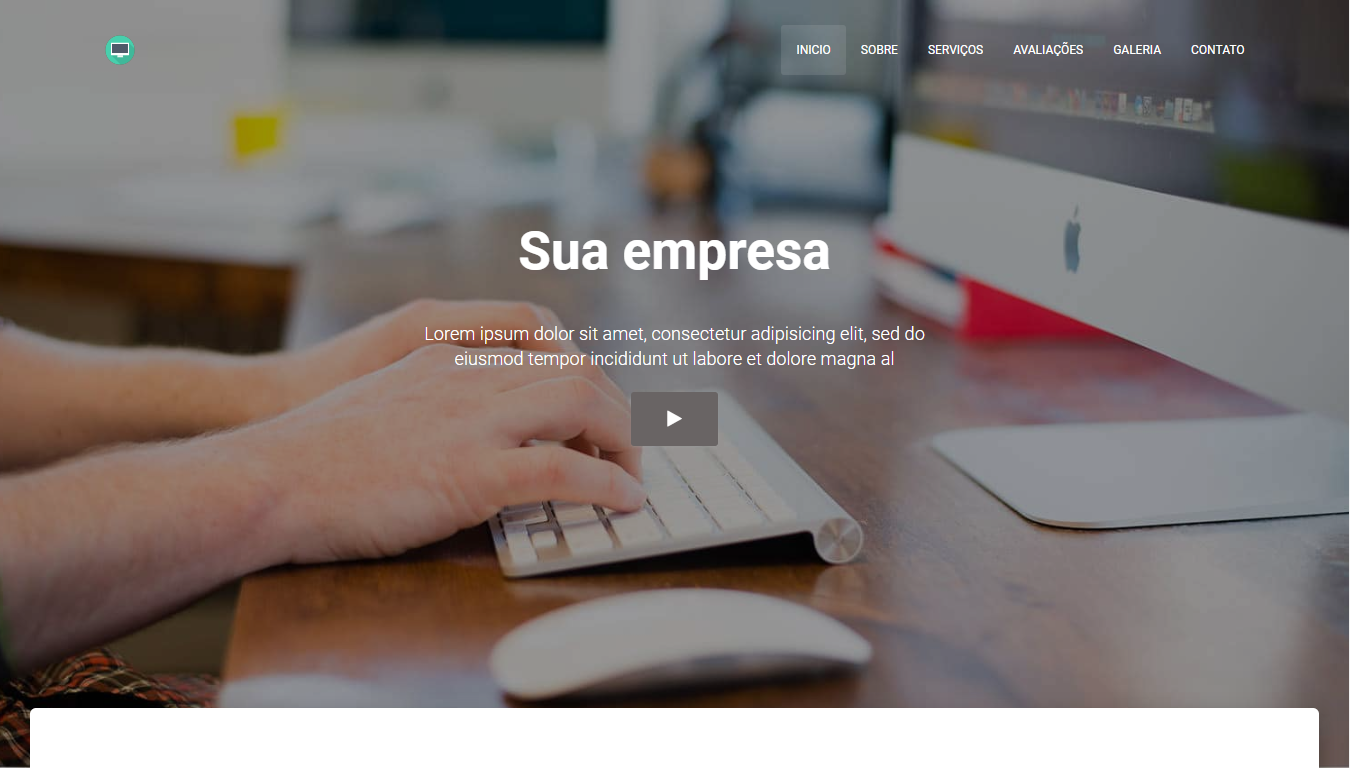 INICIO
SOBRE
SERVIÇOS
AVALIAÇÕES
GALERIA
CONTATO
Sua empresa
Lorem ipsum dolor sit amet, consectetur adipisicing elit, sed do
eiusmod tempor incididunt ut labore et dolore magna al